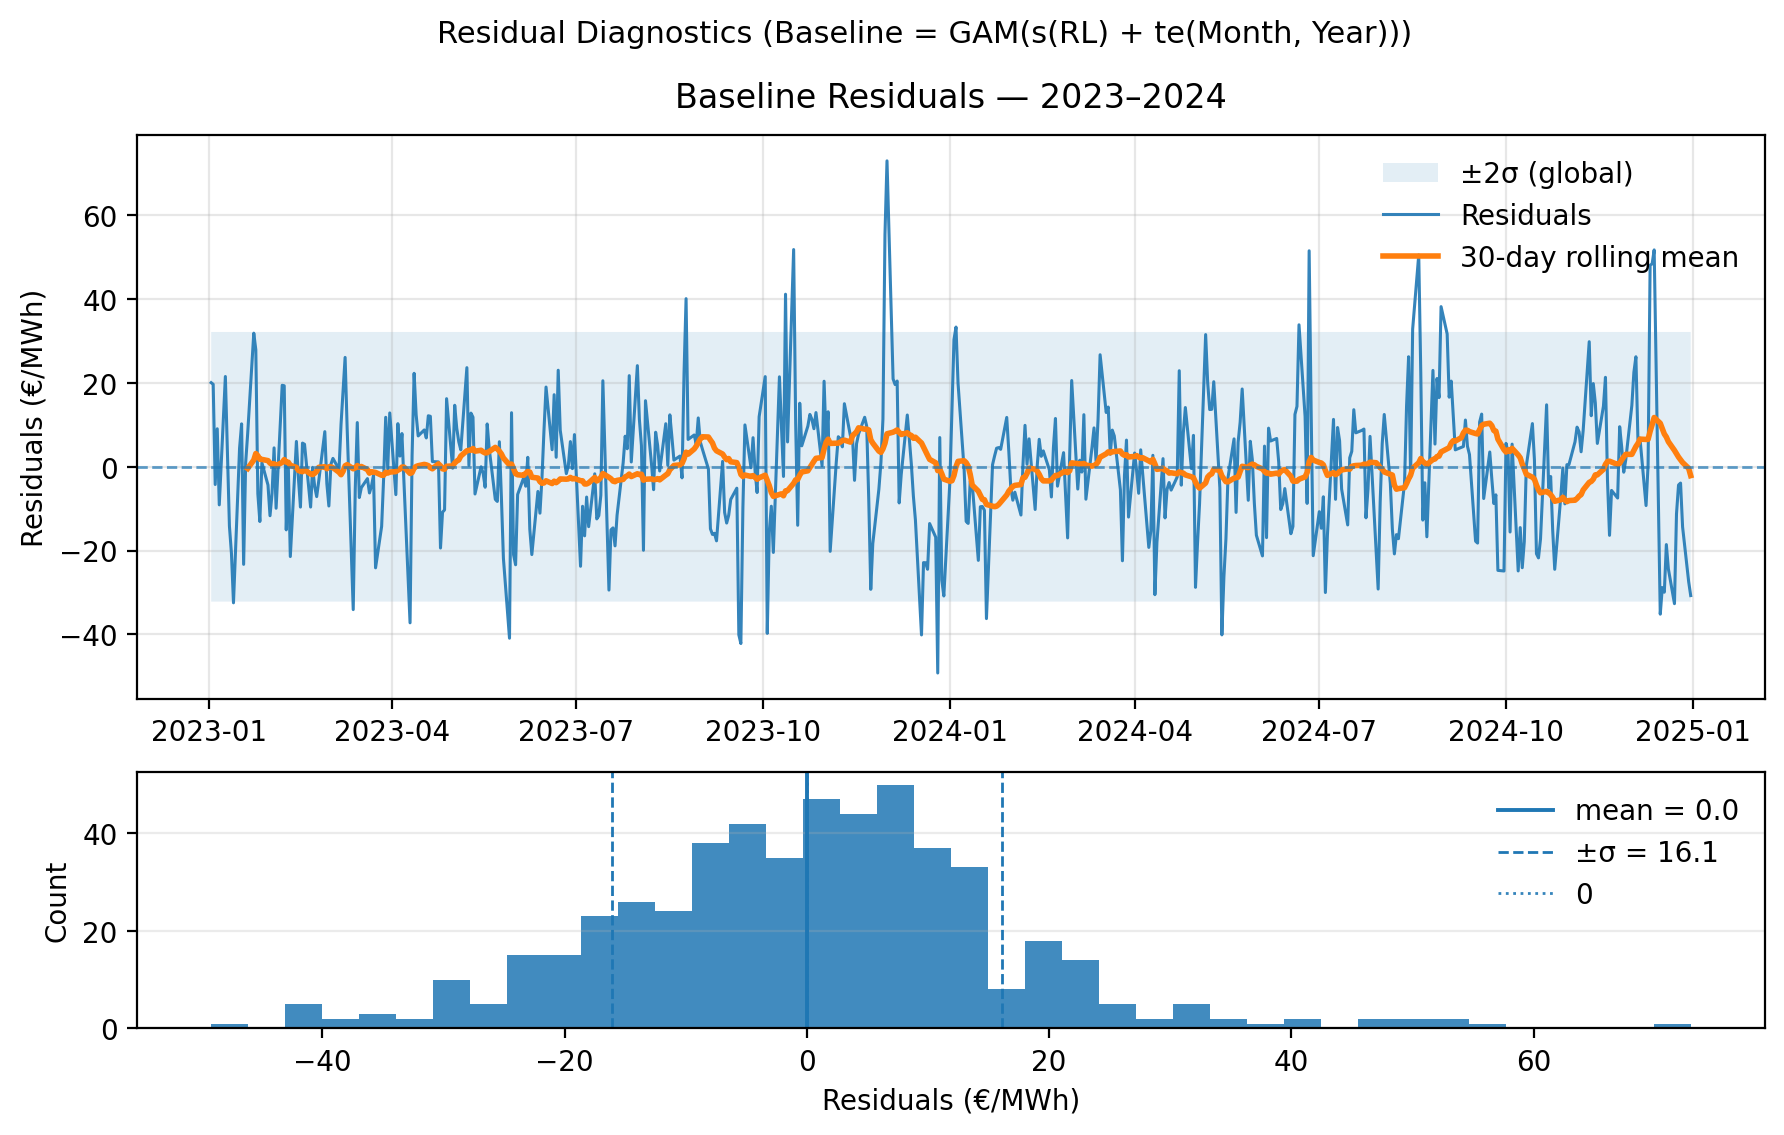 Residual Diagnostics (Baseline = GAM(s(RL) + te(Month, Year)))
Baseline Residuals — 2023–2024
Residuals (€/MWh)
60
40
20
0
−20
−40
±2σ (global)
Residuals
30-day rolling mean
2023-01 2023-04 2023-07 2023-10 2024-01 2024-04 2024-07 2024-10 2025-01
Count
40
20
0
mean = 0.0
±σ = 16.1
0
−40 −20 0 20 40 60
Residuals (€/MWh)